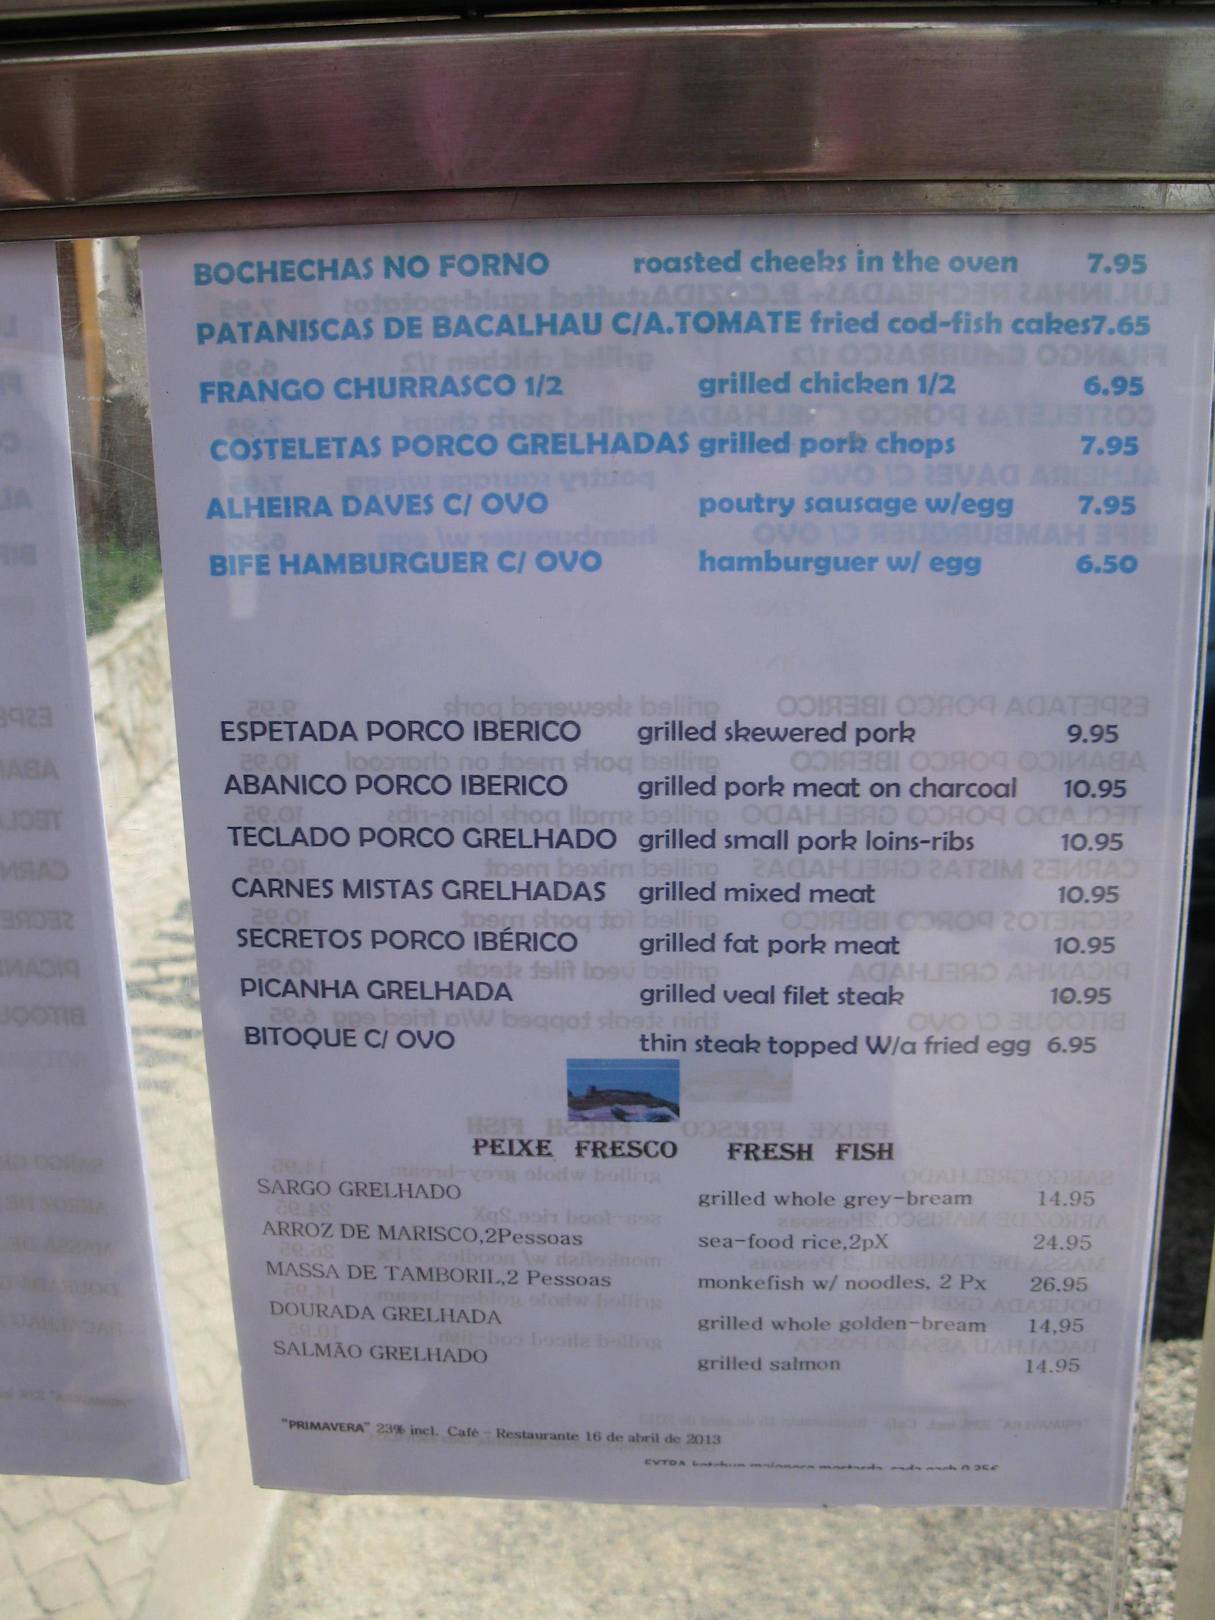 BOCHECHAS NO FORNO roasted cheeks in the oven 7.95
PATANISCAS DE BACALHAU C/A.TOMATE fried cod-fish cakes7.65
FRANGO CHURRASCO 1/2 grilled chicken 1/2 6.95
COSTELETAS PORCO GRELHADAS grilled pork chops 7.95
ALHEIRA DAVES C/ OVO poutry sausage w/egg 7.95
BIFE HAMBURGUER C/ OVO hamburguer w/ egg 6.50
ESPETADA PORCO IBERICO grilled skewered pork 9.95
ABANICO PORCO IBERICO grilled pork meat on charcoal 10.95
TECLADO PORCO GRELHADO grilled small pork loins-ribs 10.95
CARNES MISTAS GRELHADAS grilled mixed meat 10.95
SECRETOS PORCO IBÉRICO grilled fat pork meat 10.95
PICANHA GRELHADA grilled veal filet steak 10.95
BITOQUE C/ OVO thin steak topped W/a fried egg 6.95
PEIXE FRESCO FRESH FISH
SARGO GRELHADO grilled whole grey-bream 14.95
ARROZ DE MARISCO,2Pessoas sea-food rice,2pX 24.95
MASSA DE TAMBORIL,2 Pessoas monkefish w/ noodles, 2 Px 26.95
DOURADA GRELHADA grilled whole golden-bream 14,95
SALMÃO GRELHADO grilled salmon 14.95
"PRIMAVERA" 23% incl. Café - Restaurante 16 de abril de 2013
EXTRA ketchup maionese mostarda cada each 0.35€